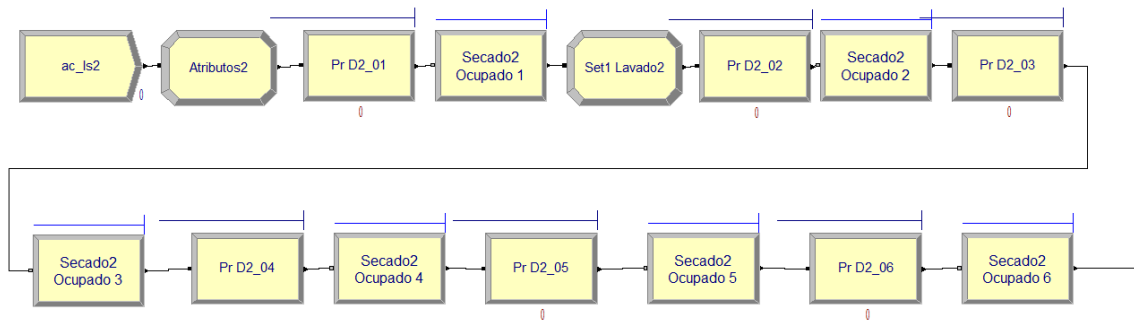 ac_ls2
Atributos2
Pr D2_01
Secado2
Ocupado 1
Set1 Lavado2
Pr D2_02
Secado2
Ocupado 2
Pr D2_03
0
0
0
0
Secado2
Ocupado 3
Pr D2_04
Secado2
Ocupado 4
Pr D2_05
Secado2
Ocupado 5
Pr D2_06
Secado2
Ocupado 6
0
0